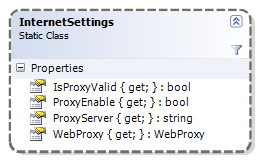 InternetSettings
Static Class
Properties
IsProxyValid { get; } : bool
ProxyEnable { get; } : bool
ProxyServer { get; } : string
WebProxy { get; } : WebProxy